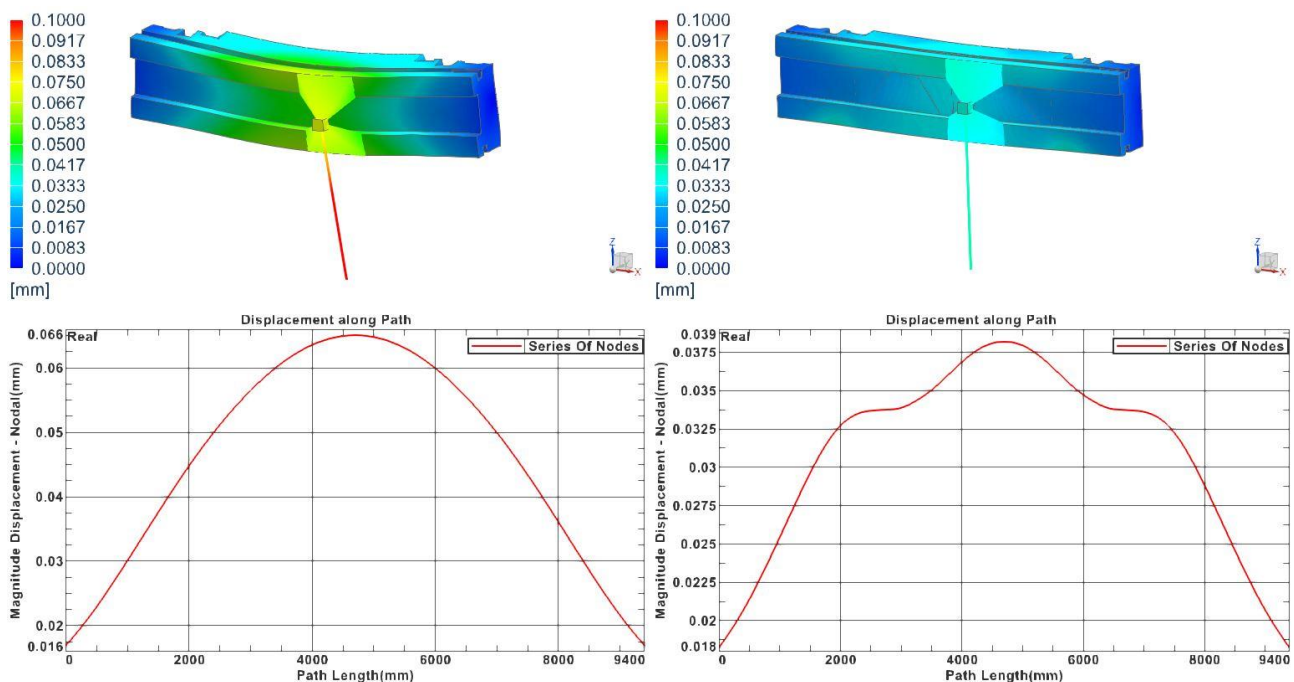 0.1000
0.0917
0.0833
0.0750
0.0667
0.0583
0.0500
0.0417
0.0333
0.0250
0.0167
0.0083
0.0000
[mm]
Z
X
0.1000
0.0917
0.0833
0.0750
0.0667
0.0583
0.0500
0.0417
0.0333
0.0250
0.0167
0.0083
0.0000
[mm]
Z
X
Displacement along Path
Real
Series Of Nodes
Magnitude Displacement - Nodal(mm)
0.066
0.06
0.05
0.04
0.03
0.02
0.016
0 2000 4000 6000 8000 9400
Path Length(mm)
Displacement along Path
Real
Series Of Nodes
Magnitude Displacement - Nodal(mm)
0.039
0.0375
0.035
0.0325
0.03
0.0275
0.025
0.0225
0.02
0.018
0 2000 4000 6000 8000 9400
Path Length(mm)